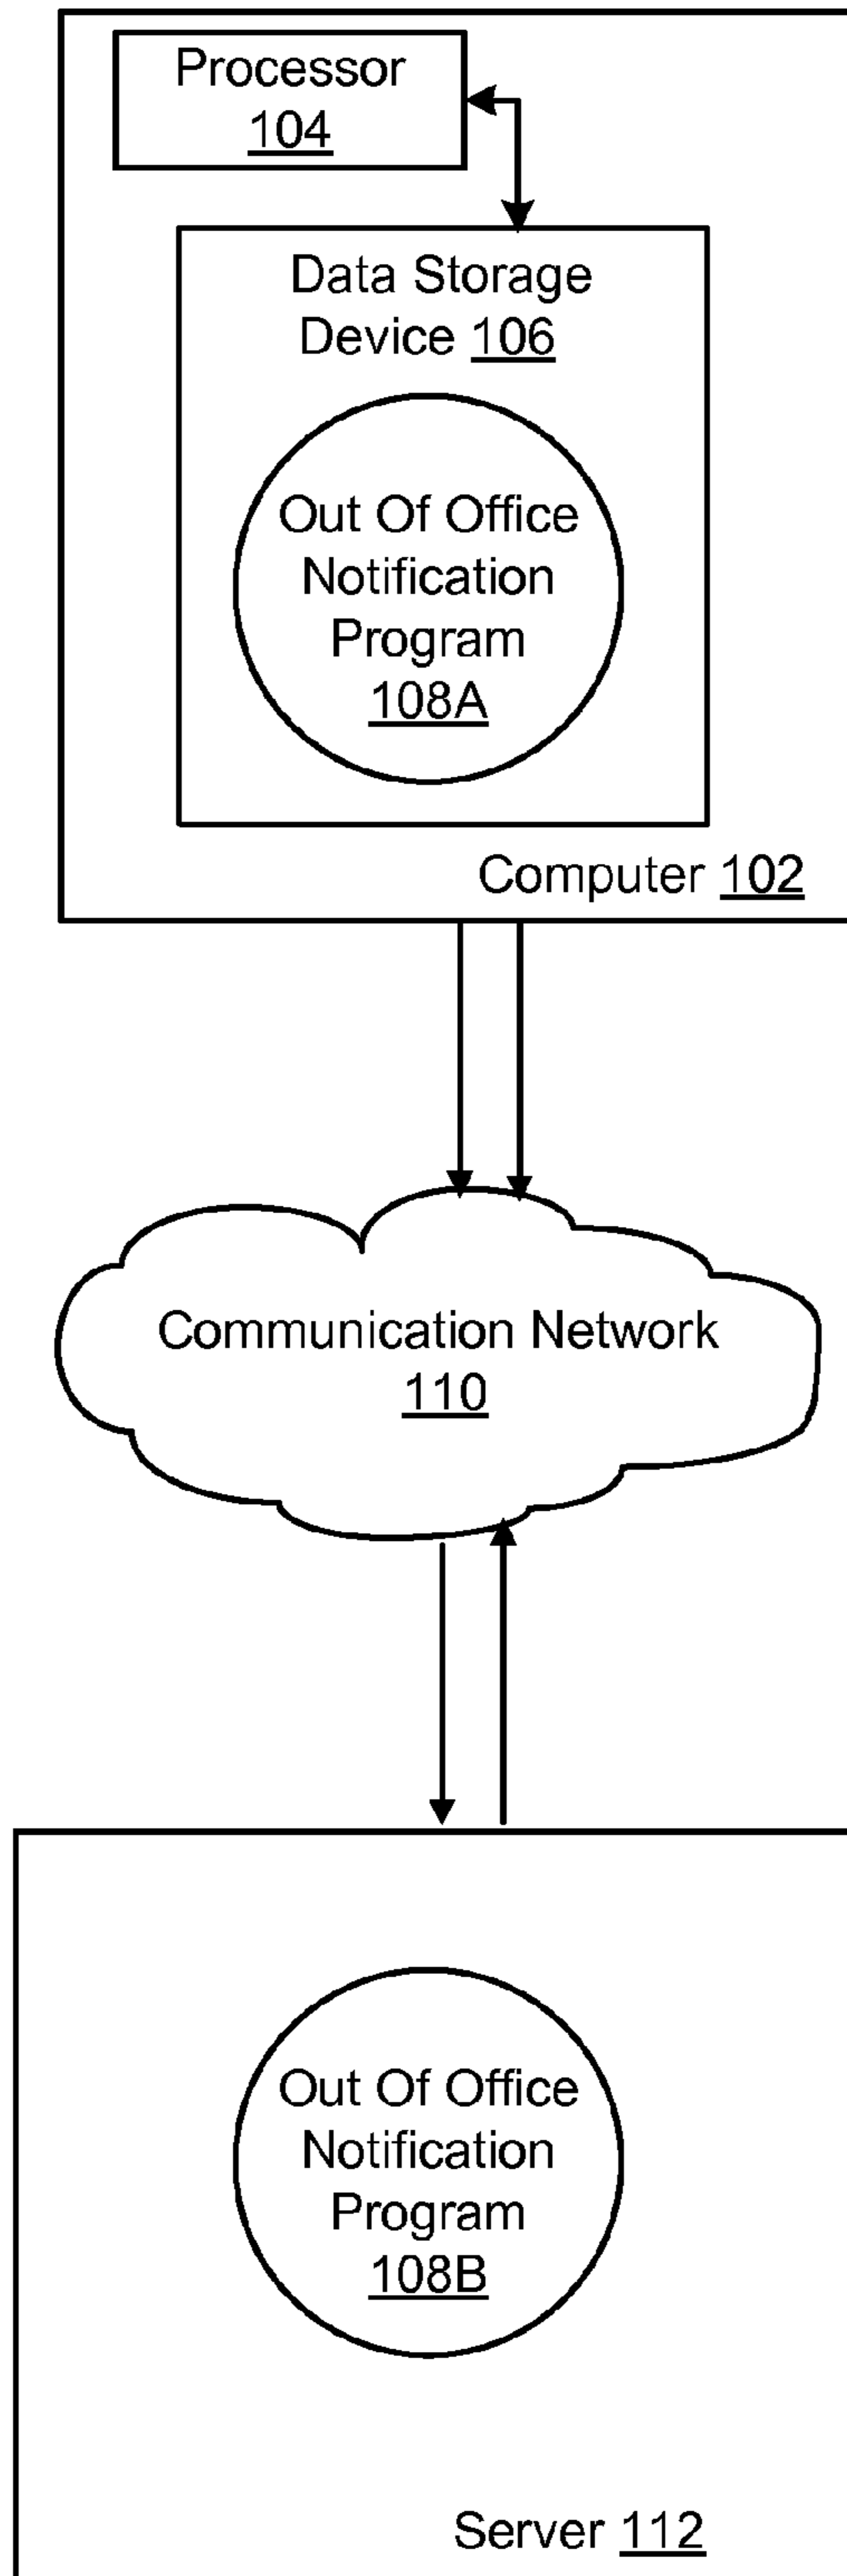 Processor
104
Data Storage
Device 106
Out Of Office
Notification
Program
108A
Computer 102
Communication Network
110
Out Of Office
Notification
Program
108B
Server 112